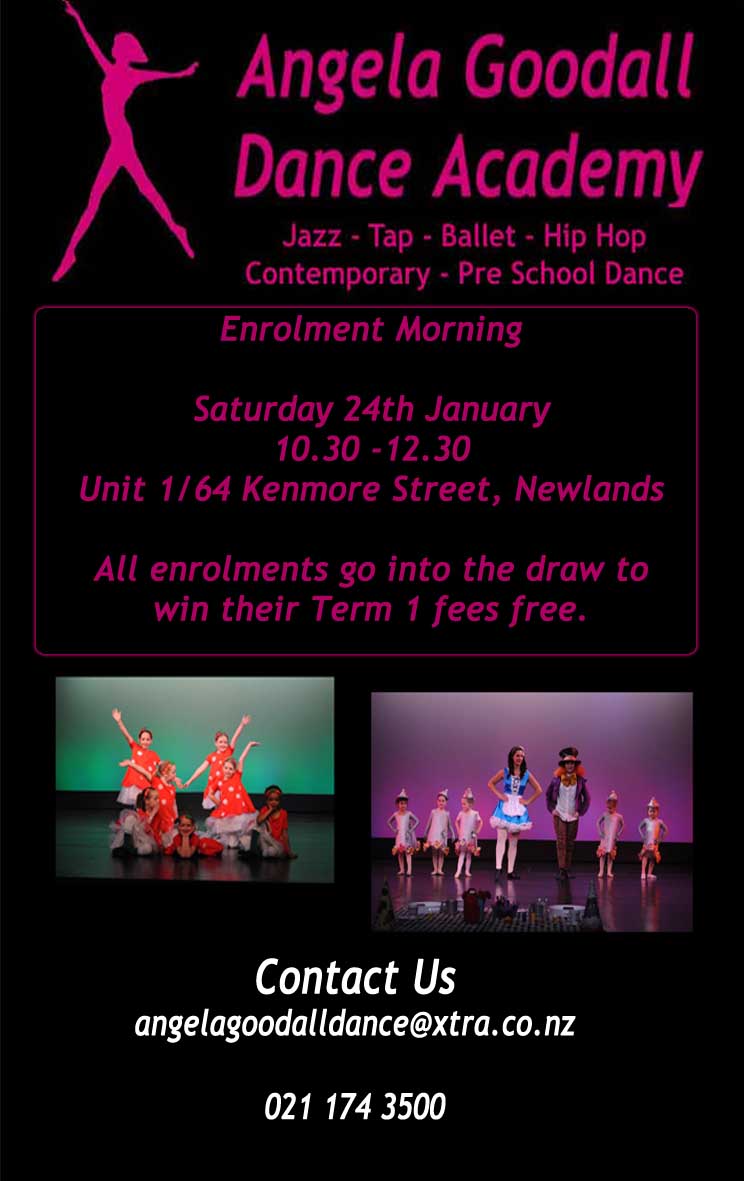 Angela Goodall
Dance Academy
Jazz - Tap - Ballet - Hip Hop
Contemporary - Pre School Dance
Enrolment Morning
Saturday 24th January
10.30 -12.30
Unit 1/64 Kenmore Street, Newlands
All enrolments go into the draw to
win their Term 1 fees free.
Contact Us
angelagoodalldance@xtra.co.nz
021 174 3500